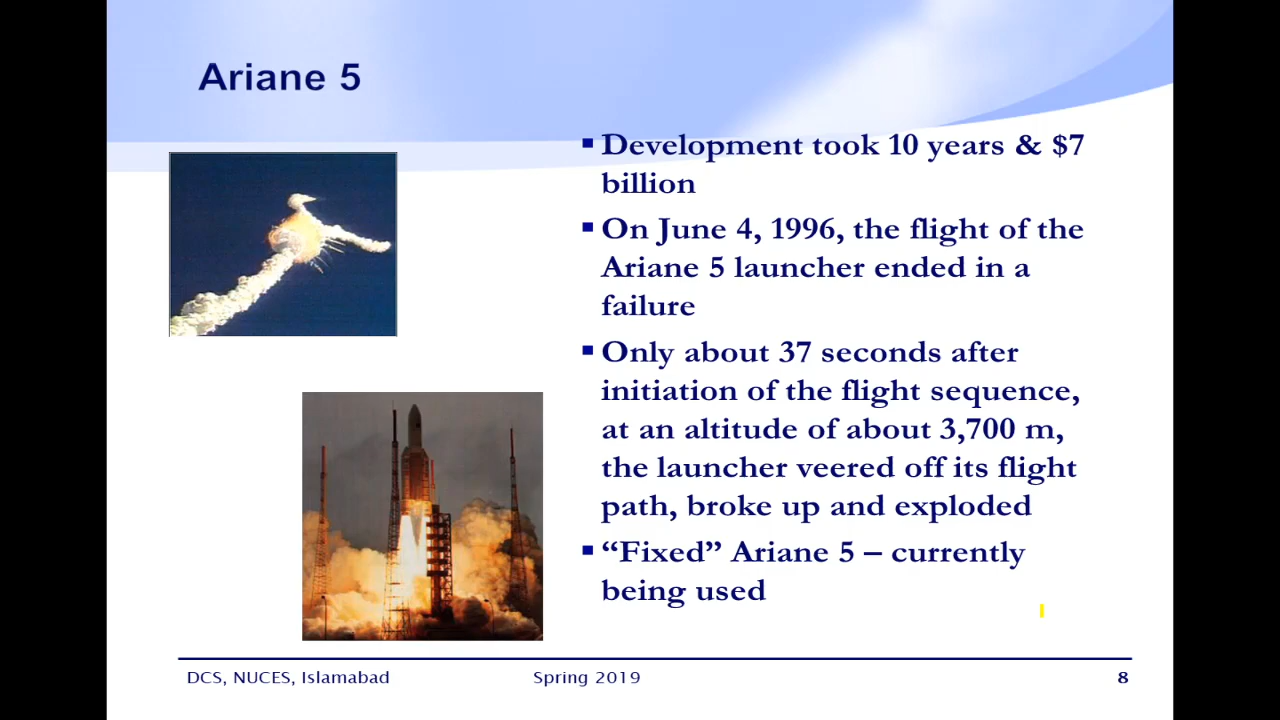 Ariane 5
▪ Development took 10 years & $7
billion
▪ On June 4, 1996, the flight of the
Ariane 5 launcher ended in a
failure
▪ Only about 37 seconds after
initiation of the flight sequence,
at an altitude of about 3,700 m,
the launcher veered off its flight
path, broke up and exploded
▪ “Fixed” Ariane 5 – currently
being used
DCS, NUCES, Islamabad Spring 2019 8